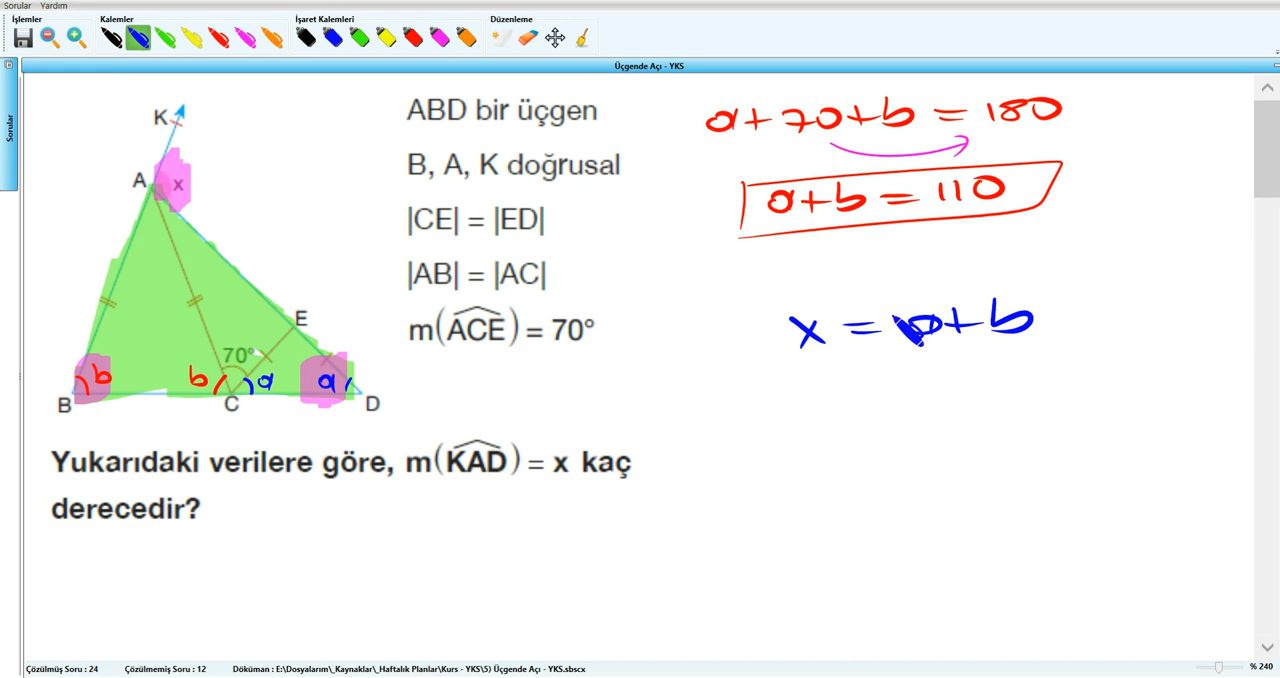 Sorular Yardım
İşlemler Kalemler İşaret Kalemleri Düzenleme
Üçgende Açı - YKS
Sorular
K
A x
E
70°
b b a a
B C D
ABD bir üçgen
B, A, K doğrusal
|CE| = |ED|
|AB| = |AC|
m(ACE) = 70°
a+70+b = 180
a+b = 110
x = a+b
Yukarıdaki verilere göre, m(KAD) = x kaç
derecedir?
Çözülmüş Soru : 24 Çözülmemiş Soru : 12 Döküman : E:\Dosyalarım\_Kaynaklar\_Haftalık Planlar\Kurs - YKS\5) Üçgende Açı - YKS.sbscx % 240